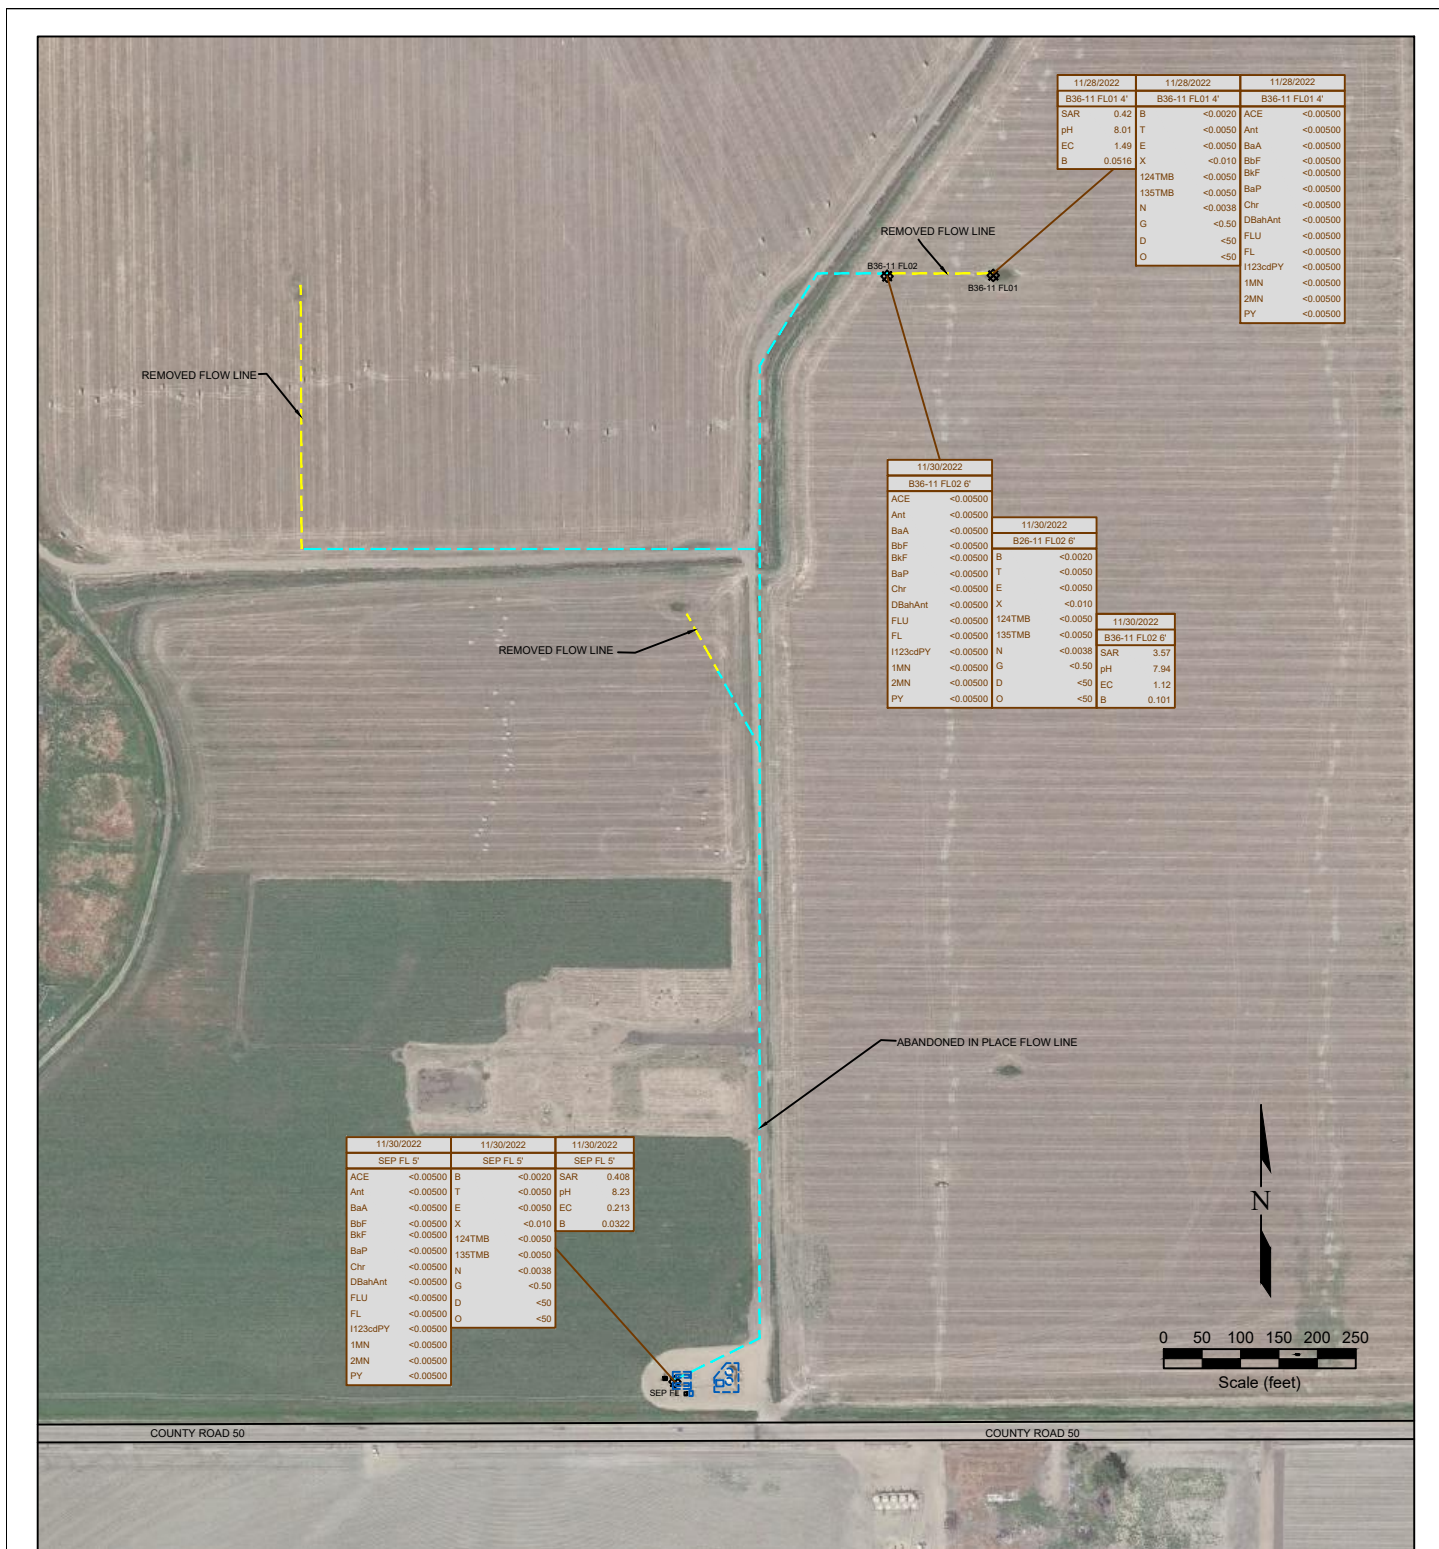 11/28/2022 11/28/2022 11/28/2022
B36-11 FL01 4' B36-11 FL01 4' B36-11 FL01 4'
SAR 0.42 B <0.0020 ACE <0.00500
pH 8.01 T <0.0050 Ant <0.00500
EC 1.49 E <0.0050 BaA <0.00500
B 0.0516 X <0.010 BbF <0.00500
124TMB <0.0050 BkF <0.00500
135TMB <0.0050 BaP <0.00500
N <0.0038 Chr <0.00500
G <0.50 DBahAnt <0.00500
D <50 FLU <0.00500
O <50 FL <0.00500
I123cdPY <0.00500
1MN <0.00500
2MN <0.00500
PY <0.00500
REMOVED FLOW LINE
B36-11 FL02
B36-11 FL01
REMOVED FLOW LINE
11/30/2022
B36-11 FL02 6'
ACE <0.00500
Ant <0.00500
BaA <0.00500
BbF <0.00500
BkF <0.00500
BaP <0.00500
Chr <0.00500
DBahAnt <0.00500
FLU <0.00500
FL <0.00500
I123cdPY <0.00500
1MN <0.00500
2MN <0.00500
PY <0.00500
11/30/2022
B26-11 FL02 6'
B <0.0020
T <0.0050
E <0.0050
X <0.010
124TMB <0.0050
135TMB <0.0050
N <0.0038
G <0.50
D <50
O <50
11/30/2022
B36-11 FL02 6'
SAR 3.57
pH 7.94
EC 1.12
B 0.101
REMOVED FLOW LINE
ABANDONED IN PLACE FLOW LINE
11/30/2022 11/30/2022 11/30/2022
SEP FL 5' SEP FL 5' SEP FL 5'
ACE <0.00500 B <0.0020 SAR 0.408
Ant <0.00500 T <0.0050 pH 8.23
BaA <0.00500 E <0.0050 EC 0.213
BbF <0.00500 X <0.010 B 0.0322
BkF <0.00500 124TMB <0.0050
BaP <0.00500 135TMB <0.0050
Chr <0.00500 N <0.0038
DBahAnt <0.00500 G <0.50
FLU <0.00500 D <50
FL <0.00500 O <50
I123cdPY <0.00500
1MN <0.00500
2MN <0.00500
PY <0.00500
N
0 50 100 150 200 250
Scale (feet)
SEP FL
COUNTY ROAD 50 COUNTY ROAD 50